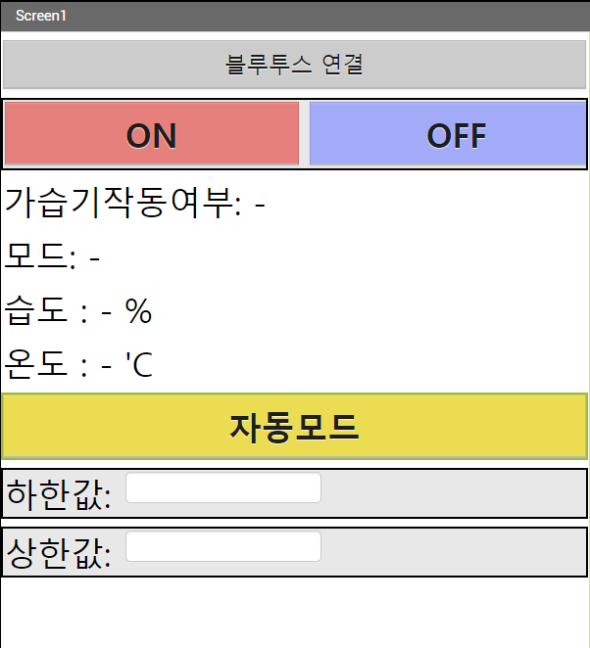 Screen1
블루투스 연결
ON OFF
가습기작동여부: -
모드: -
습도 : - %
온도 : - 'C
자동모드
하한값:
상한값: